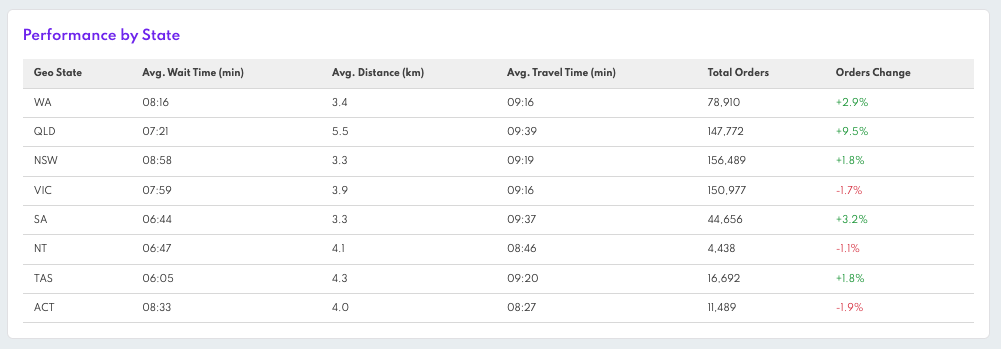 Performance by State
Geo State Avg. Wait Time (min) Avg. Distance (km) Avg. Travel Time (min) Total Orders Orders Change
WA 08:16 3.4 09:16 78,910 +2.9%
QLD 07:21 5.5 09:39 147,772 +9.5%
NSW 08:58 3.3 09:19 156,489 +1.8%
VIC 07:59 3.9 09:16 150,977 -1.7%
SA 06:44 3.3 09:37 44,656 +3.2%
NT 06:47 4.1 08:46 4,438 -1.1%
TAS 06:05 4.3 09:20 16,692 +1.8%
ACT 08:33 4.0 08:27 11,489 -1.9%